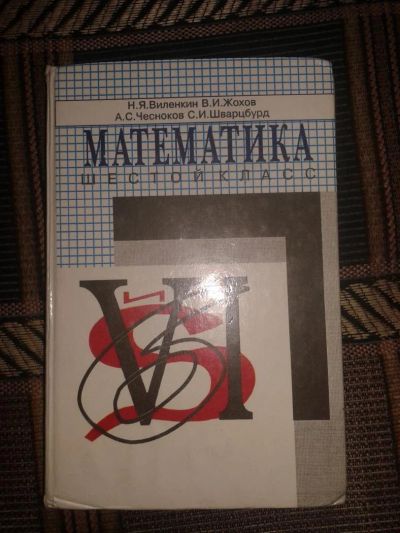 Н.Я.Виленкин В.И.Жохов
А.С.Чесноков С.И.Шварцбурд
МАТЕМАТИКА
ШЕСТОЙ КЛАСС
VI